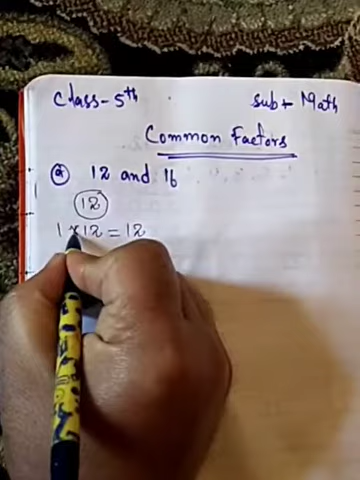 Class-5th sub- Math
Common Factors
(a) 12 and 16
12
1 × 12 = 12